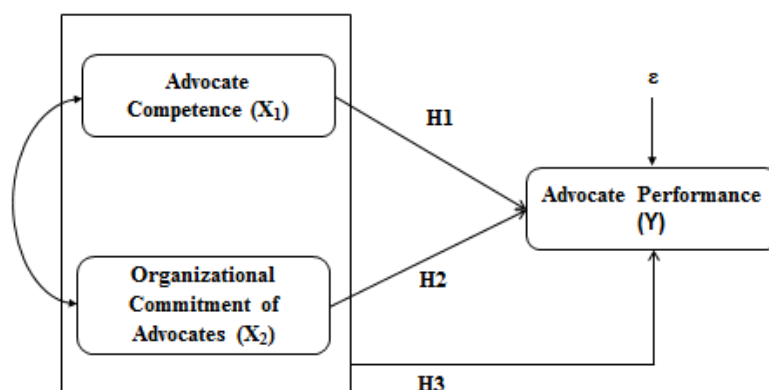 Advocate
Competence (X₁)
H1
ε
Advocate Performance
(Y)
Organizational
Commitment of
Advocates (X₂)
H2
H3